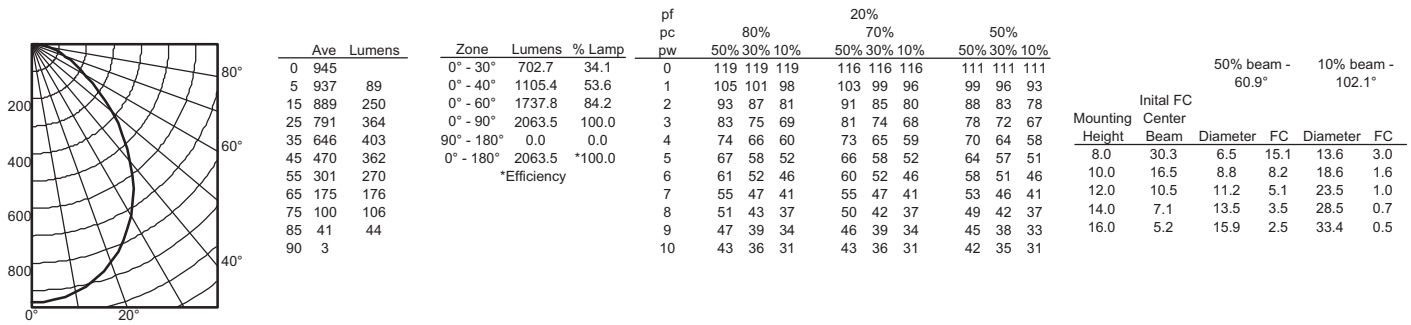 80°
200
400
60°
600
800
40°
0° 20°
Ave Lumens
0 945
5 937 89
15 889 250
25 791 364
35 646 403
45 470 362
55 301 270
65 175 176
75 100 106
85 41 44
90 3
Zone Lumens % Lamp
0° - 30° 702.7 34.1
0° - 40° 1105.4 53.6
0° - 60° 1737.8 84.2
0° - 90° 2063.5 100.0
90° - 180° 0.0 0.0
0° - 180° 2063.5 *100.0
*Efficiency
pf 20%
pc 80% 70% 50%
pw 50% 30% 10% 50% 30% 10% 50% 30%
0 119 119 119 116 116 116 111 111 111
1 105 101 98 103 99 96 99 96 93
2 93 87 81 91 85 80 88 83 78
3 83 75 69 81 74 68 78 72 67
4 74 66 60 73 65 59 70 64 58
5 67 58 52 66 58 52 64 57 51
6 61 52 46 60 52 46 58 51 46
7 55 47 41 55 47 41 53 46 41
8 51 43 37 50 42 37 49 42 37
9 47 39 34 46 39 34 45 38 33
10 43 36 31 43 36 31 42 35 31
50% beam - 10% beam -
60.9° 102.1°
Inital FC
Mounting Center
Height Beam Diameter FC Diameter FC
8.0 30.3 6.5 15.1 13.6 3.0
10.0 16.5 8.8 8.2 18.6 1.6
12.0 10.5 11.2 5.1 23.5 1.0
14.0 7.1 13.5 3.5 28.5 0.7
16.0 5.2 15.9 2.5 33.4 0.5